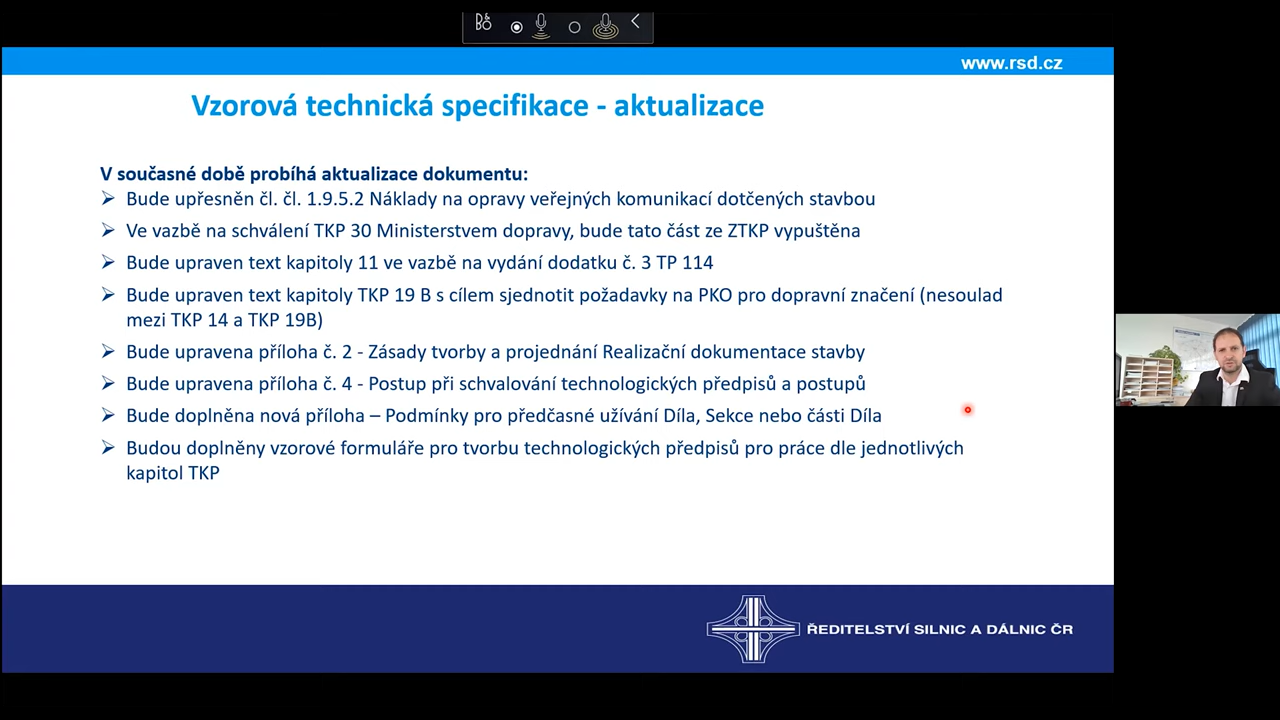 B&O
www.rsd.cz
Vzorová technická specifikace - aktualizace
V současné době probíhá aktualizace dokumentu:
Bude upřesněn čl. čl. 1.9.5.2 Náklady na opravy veřejných komunikací dotčených stavbou
Ve vazbě na schválení TKP 30 Ministerstvem dopravy, bude tato část ze ZTKP vypuštěna
Bude upraven text kapitoly 11 ve vazbě na vydání dodatku č. 3 TP 114
Bude upraven text kapitoly TKP 19 B s cílem sjednotit požadavky na PKO pro dopravní značení (nesoulad
mezi TKP 14 a TKP 19B)
Bude upravena příloha č. 2 - Zásady tvorby a projednání Realizační dokumentace stavby
Bude upravena příloha č. 4 - Postup při schvalování technologických předpisů a postupů
Bude doplněna nová příloha – Podmínky pro předčasné užívání Díla, Sekce nebo části Díla
Budou doplněny vzorové formuláře pro tvorbu technologických předpisů pro práce dle jednotlivých
kapitol TKP
ŘEDITELSTVÍ SILNIC A DÁLNIC ČR